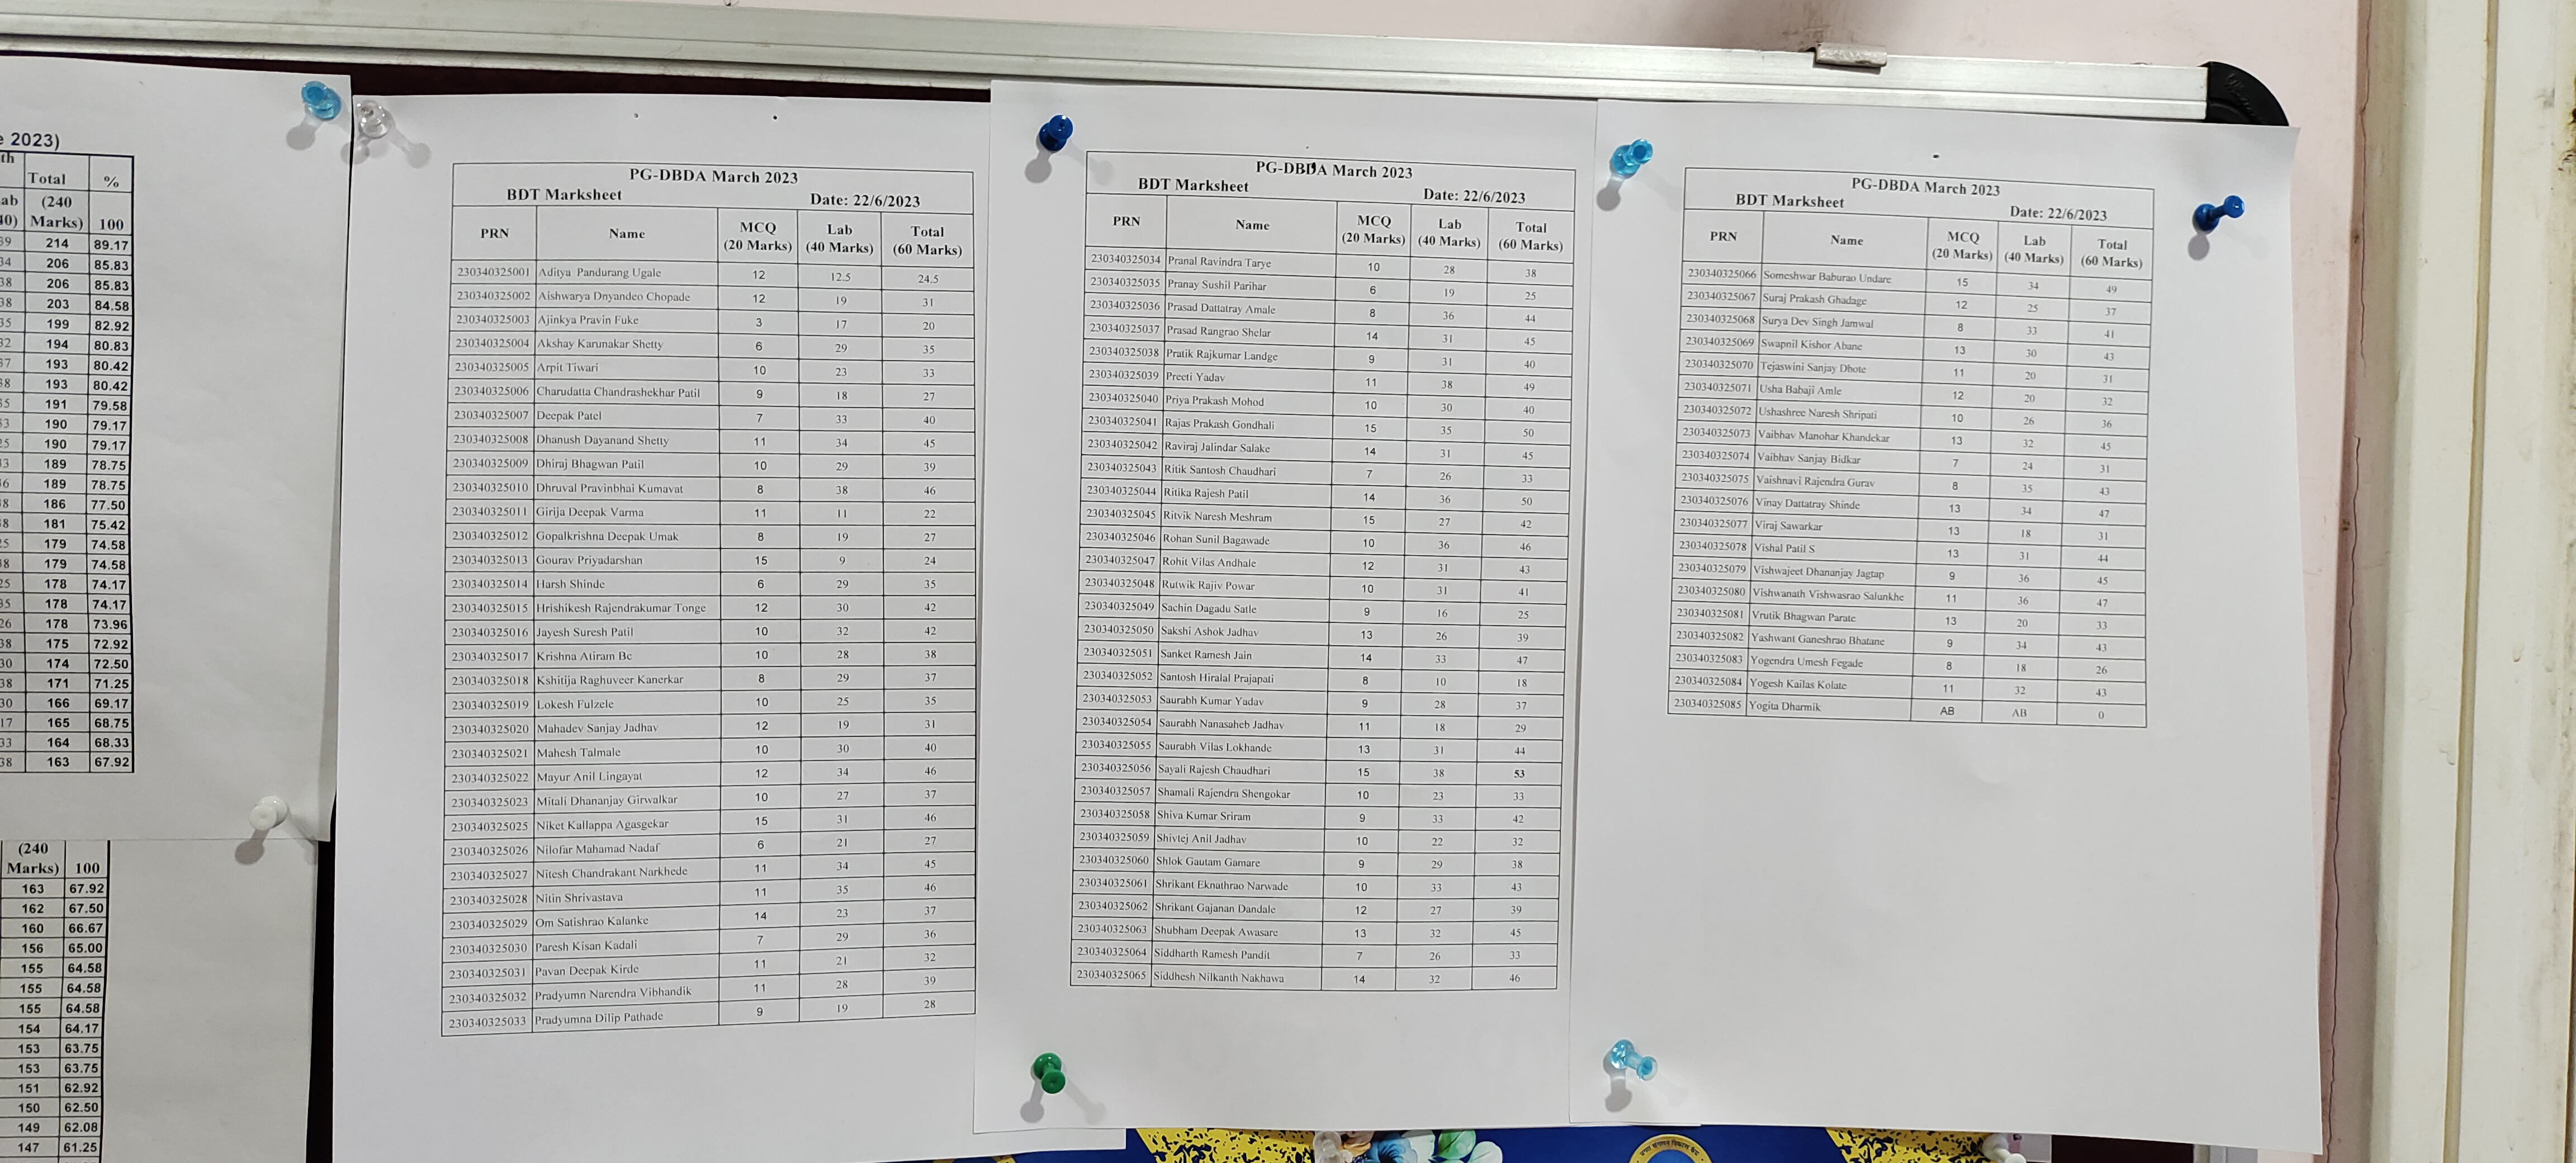 e 2023)
th
Total %
ab (240
40) Marks) 100
39 214 89.17
34 206 85.83
38 206 85.83
38 203 84.58
35 199 82.92
32 194 80.83
37 193 80.42
38 193 80.42
35 191 79.58
33 190 79.17
25 190 79.17
33 189 78.75
36 189 78.75
38 186 77.50
38 181 75.42
25 179 74.58
38 179 74.58
25 178 74.17
35 178 74.17
26 178 73.96
38 175 72.92
30 174 72.50
38 171 71.25
30 166 69.17
17 165 68.75
33 164 68.33
38 163 67.92
(240
Marks) 100
163 67.92
162 67.50
160 66.67
156 65.00
155 64.58
155 64.58
155 64.58
154 64.17
153 63.75
153 63.75
151 62.92
150 62.50
149 62.08
147 61.25
PG-DBDA March 2023
BDT Marksheet Date: 22/6/2023
PRN Name MCQ (20 Marks) Lab (40 Marks) Total (60 Marks)
230340325001 Aditya Pandurang Ugale 12 12.5 24.5
230340325002 Aishwarya Dnyandeo Chopade 12 19 31
230340325003 Ajinkya Pravin Fuke 3 17 20
230340325004 Akshay Karunakar Shetty 6 29 35
230340325005 Arpit Tiwari 10 23 33
230340325006 Charudatta Chandrashekhar Patil 9 18 27
230340325007 Deepak Patel 7 33 40
230340325008 Dhanush Dayanand Shetty 11 34 45
230340325009 Dhiraj Bhagwan Patil 10 29 39
230340325010 Dhruval Pravinbhai Kumavat 8 38 46
230340325011 Girija Deepak Varma 11 11 22
230340325012 Gopalkrishna Deepak Umak 8 19 27
230340325013 Gourav Priyadarshan 15 9 24
230340325014 Harsh Shinde 6 29 35
230340325015 Hrishikesh Rajendrakumar Tonge 12 30 42
230340325016 Jayesh Suresh Patil 10 32 42
230340325017 Krishna Atiram Be 10 28 38
230340325018 Kshitija Raghuveer Kanerkar 8 29 37
230340325019 Lokesh Fulzele 10 25 35
230340325020 Mahadev Sanjay Jadhav 12 19 31
230340325021 Mahesh Talmale 10 30 40
230340325022 Mayur Anil Lingayat 12 34 46
230340325023 Mitali Dhananjay Girwalkar 10 27 37
230340325025 Niket Kallappa Agasgekar 15 31 46
230340325026 Nilofar Mahamad Nadaf 6 21 27
230340325027 Nitesh Chandrakant Narkhede 11 34 45
230340325028 Nitin Shrivastava 11 35 46
230340325029 Om Satishrao Kalanke 14 23 37
230340325030 Paresh Kisan Kadali 7 29 36
230340325031 Pavan Deepak Kirde 11 21 32
230340325032 Pradyumn Narendra Vibhandik 11 28 39
230340325033 Pradyumna Dilip Pathade 9 19 28
PG-DBDA March 2023
BDT Marksheet Date: 22/6/2023
PRN Name MCQ (20 Marks) Lab (40 Marks) Total (60 Marks)
230340325034 Pranal Ravindra Tarye 10 28 38
230340325035 Pranay Sushil Parihar 6 19 25
230340325036 Prasad Dattatray Amale 8 36 44
230340325037 Prasad Rangrao Shelar 14 31 45
230340325038 Pratik Rajkumar Landge 9 31 40
230340325039 Preeti Yadav 11 38 49
230340325040 Priya Prakash Mohod 10 30 40
230340325041 Rajas Prakash Gondhali 15 35 50
230340325042 Raviraj Jalindar Salake 14 31 45
230340325043 Ritik Santosh Chaudhari 7 26 33
230340325044 Ritika Rajesh Patil 14 36 50
230340325045 Ritvik Naresh Meshram 15 27 42
230340325046 Rohan Sunil Bagawade 10 36 46
230340325047 Rohit Vilas Andhale 12 31 43
230340325048 Rutwik Rajiv Powar 10 31 41
230340325049 Sachin Dagadu Satle 9 16 25
230340325050 Sakshi Ashok Jadhav 13 26 39
230340325051 Sanket Ramesh Jain 14 33 47
230340325052 Santosh Hiralal Prajapati 8 10 18
230340325053 Saurabh Kumar Yadav 9 28 37
230340325054 Saurabh Nanasaheb Jadhav 11 18 29
230340325055 Saurabh Vilas Lokhande 13 31 44
230340325056 Sayali Rajesh Chaudhari 15 38 53
230340325057 Shamali Rajendra Shengokar 10 23 33
230340325058 Shiva Kumar Sriram 9 33 42
230340325059 Shivtej Anil Jadhav 10 22 32
230340325060 Shlok Gautam Gamare 9 29 38
230340325061 Shrikant Eknathrao Narwade 10 33 43
230340325062 Shrikant Gajanan Dandale 12 27 39
230340325063 Shubham Deepak Awasare 13 32 45
230340325064 Siddharth Ramesh Pandit 7 26 33
230340325065 Siddhesh Nilkanth Nakhawa 14 32 46
PG-DBDA March 2023
BDT Marksheet Date: 22/6/2023
PRN Name MCQ (20 Marks) Lab (40 Marks) Total (60 Marks)
230340325066 Someshwar Baburao Undare 15 34 49
230340325067 Suraj Prakash Ghadage 12 25 37
230340325068 Surya Dev Singh Jamwal 8 33 41
230340325069 Swapnil Kishor Abane 13 30 43
230340325070 Tejaswini Sanjay Dhote 11 20 31
230340325071 Usha Babaji Amle 12 20 32
230340325072 Ushashree Naresh Shripati 10 26 36
230340325073 Vaibhav Manohar Khandekar 13 32 45
230340325074 Vaibhav Sanjay Bidkar 7 24 31
230340325075 Vaishnavi Rajendra Gurav 8 35 43
230340325076 Vinay Dattatray Shinde 13 34 47
230340325077 Viraj Sawarkar 13 18 31
230340325078 Vishal Patil S 13 31 44
230340325079 Vishwajeet Dhananjay Jagtap 9 36 45
230340325080 Vishwanath Vishwasrao Salunkhe 11 36 47
230340325081 Vrutik Bhagwan Parate 13 20 33
230340325082 Yashwant Ganeshrao Bhatane 9 34 43
230340325083 Yogendra Umesh Fegade 8 18 26
230340325084 Yogesh Kailas Kolate 11 32 43
230340325085 Yogita Dharmik AB AB 0